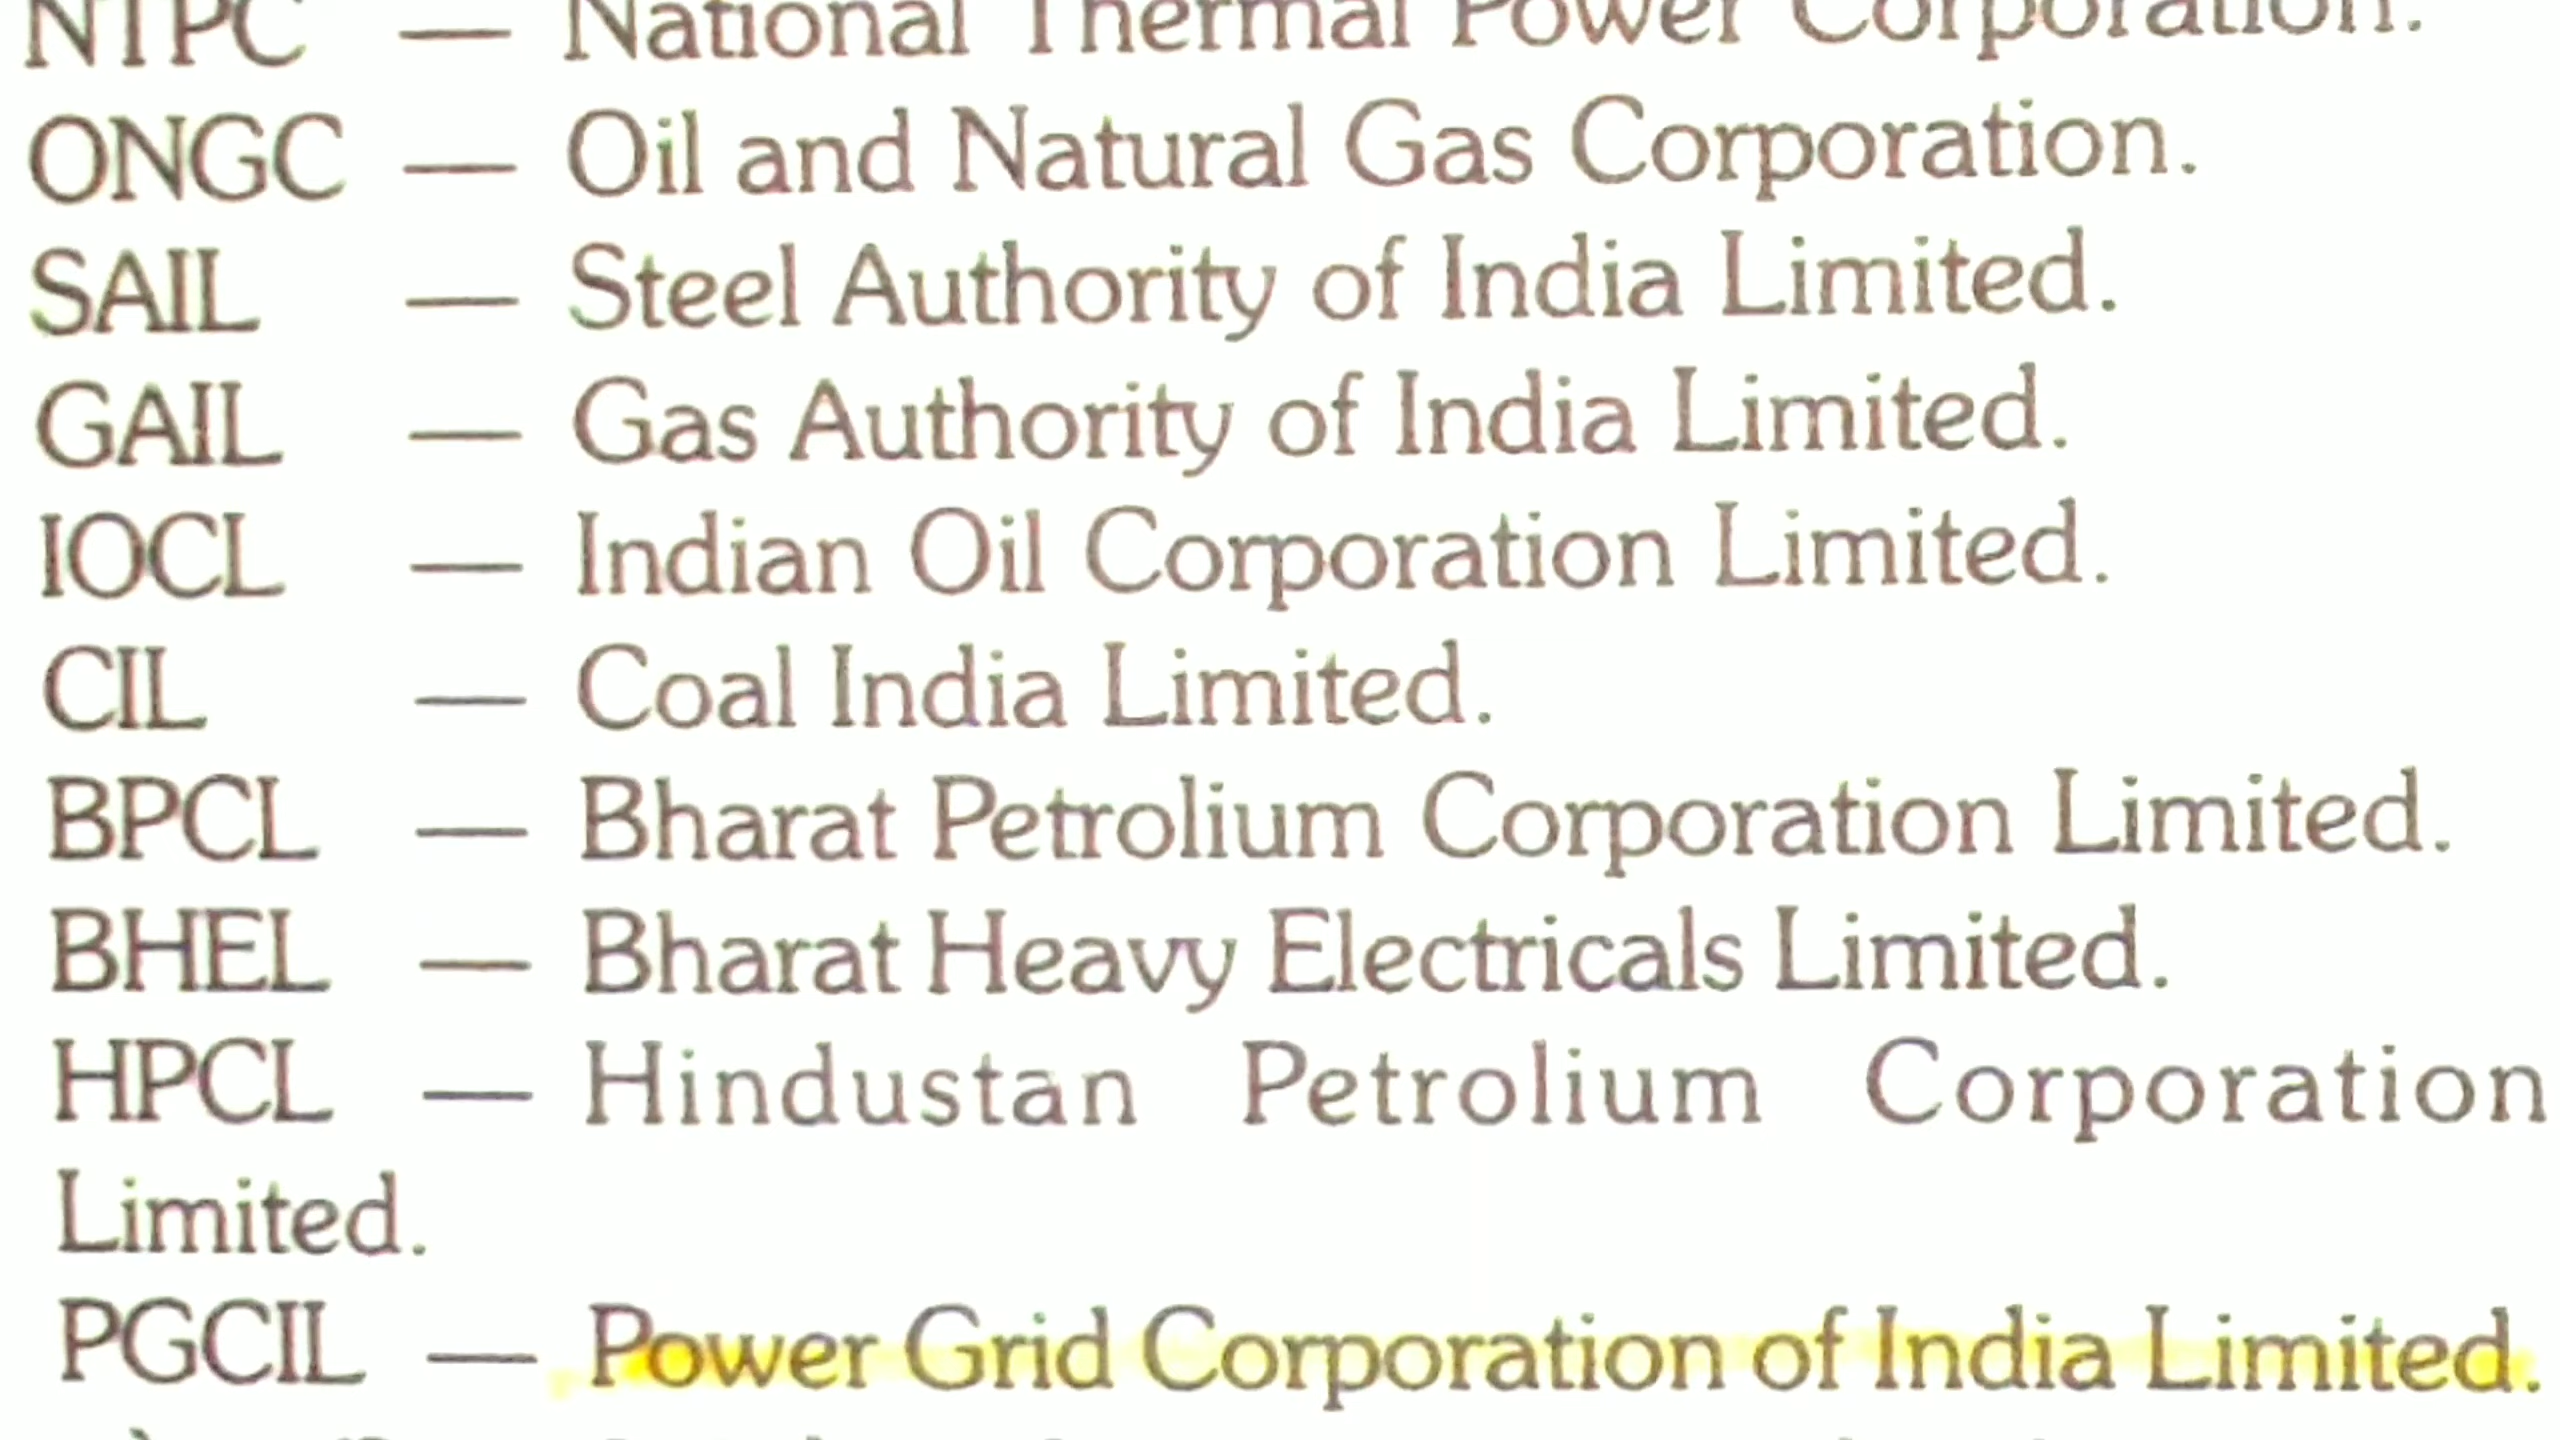 NTPC — National Thermal Power Corporation.
ONGC — Oil and Natural Gas Corporation.
SAIL — Steel Authority of India Limited.
GAIL — Gas Authority of India Limited.
IOCL — Indian Oil Corporation Limited.
CIL — Coal India Limited.
BPCL — Bharat Petrolium Corporation Limited.
BHEL — Bharat Heavy Electricals Limited.
HPCL — Hindustan Petrolium Corporation
Limited.
PGCIL — Power Grid Corporation of India Limited.